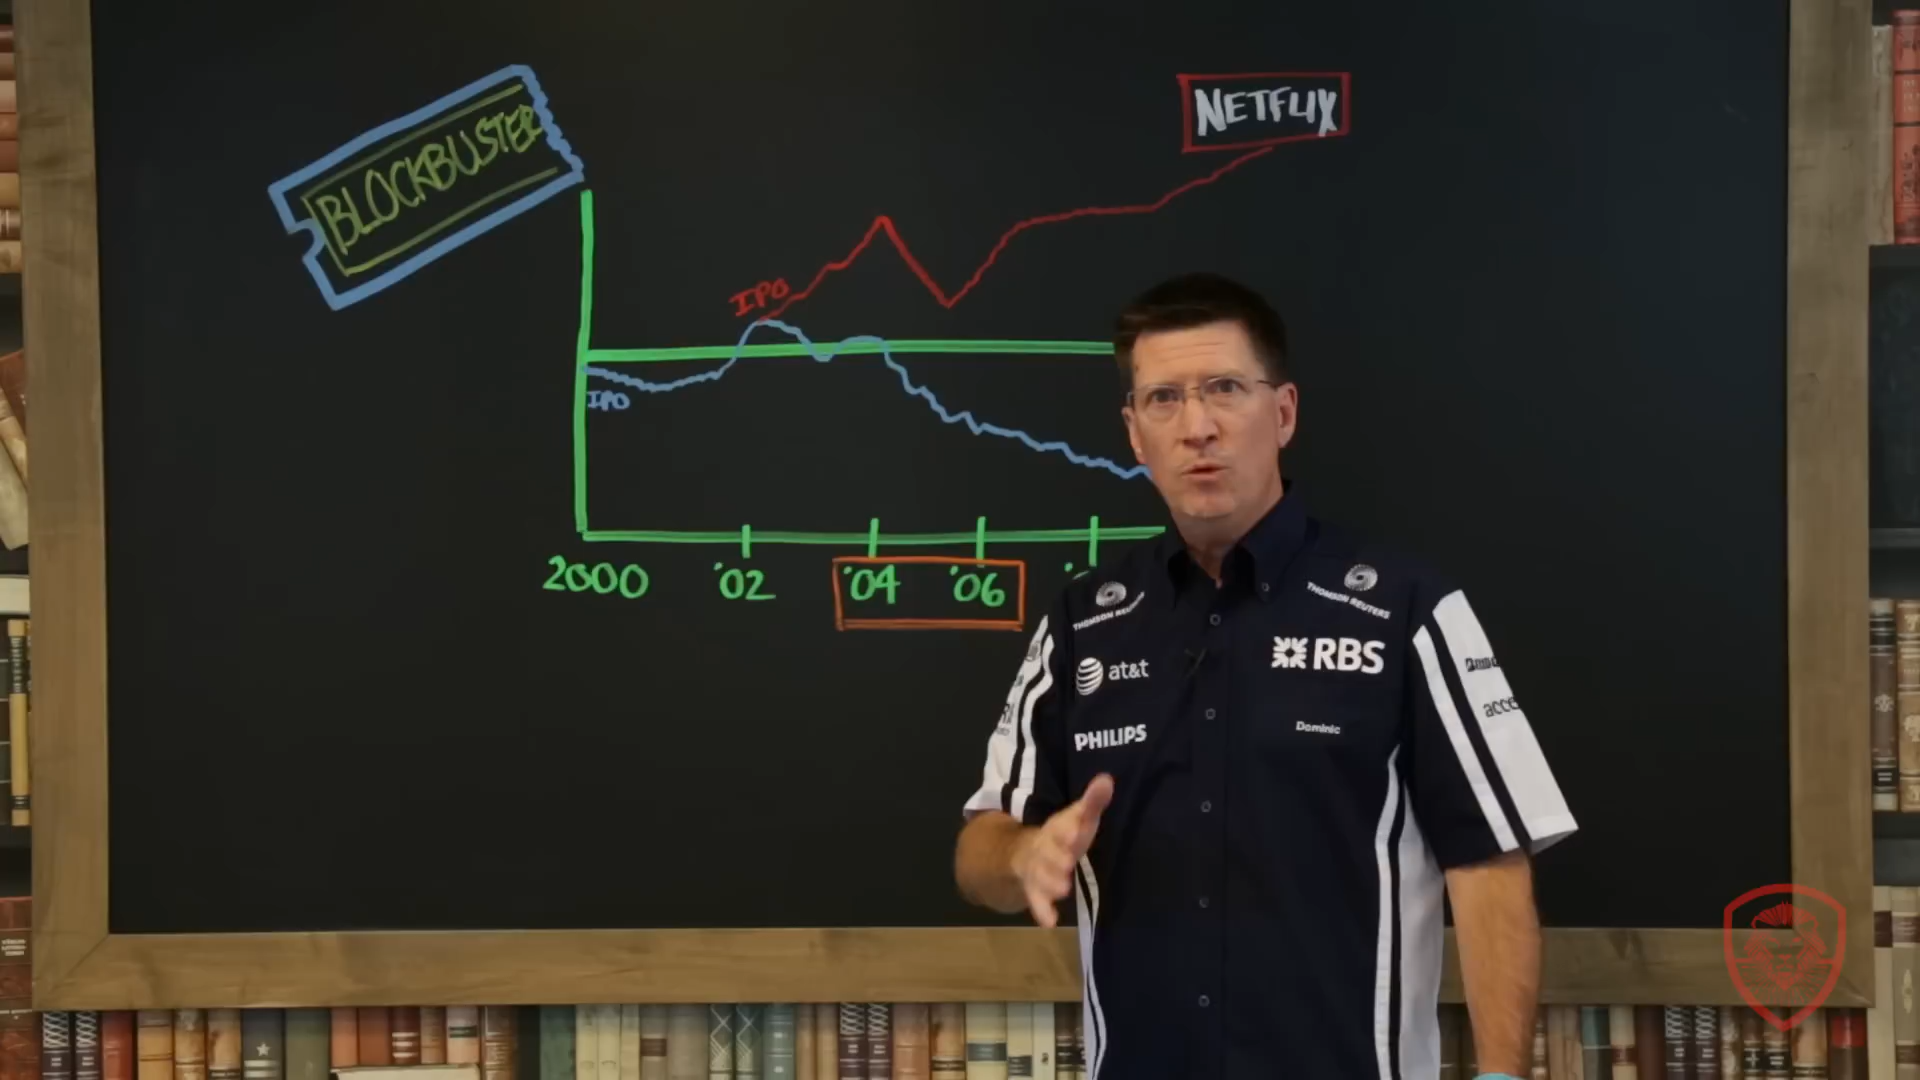 BLOCKBUSTER
NETFLIX
IPO
IPO
2000 '02 '04 '06
THOMSON REUTERS
THOMSON REUTERS
at&t
RBS
PHILIPS
Dominic